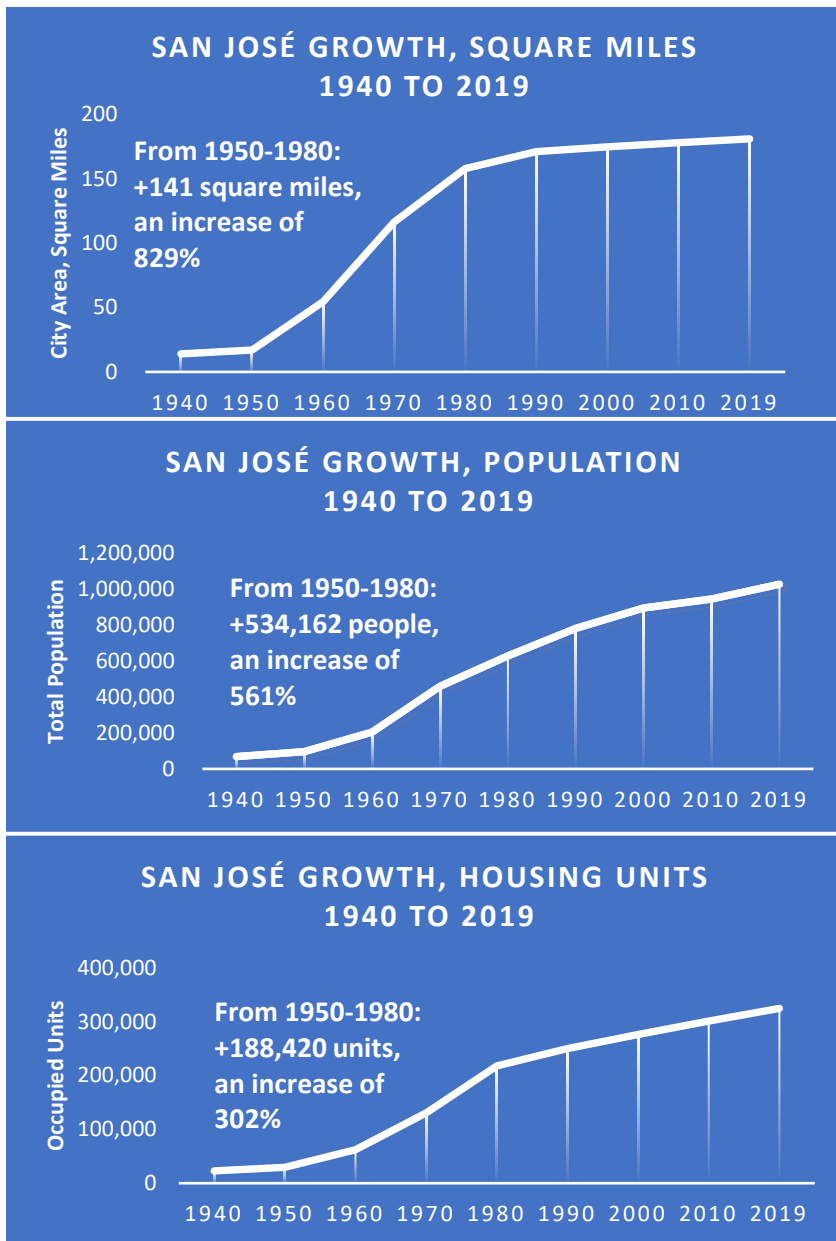 SAN JOSÉ GROWTH, SQUARE MILES
1940 TO 2019
200
150
100
50
0
City Area, Square Miles
From 1950-1980:
+141 square miles,
an increase of
829%
1940 1950 1960 1970 1980 1990 2000 2010 2019
SAN JOSÉ GROWTH, POPULATION
1940 TO 2019
1,200,000
1,000,000
800,000
600,000
400,000
200,000
0
Total Population
From 1950-1980:
+534,162 people,
an increase of
561%
1940 1950 1960 1970 1980 1990 2000 2010 2019
SAN JOSÉ GROWTH, HOUSING UNITS
1940 TO 2019
400,000
300,000
200,000
100,000
0
Occupied Units
From 1950-1980:
+188,420 units,
an increase of
302%
1940 1950 1960 1970 1980 1990 2000 2010 2019